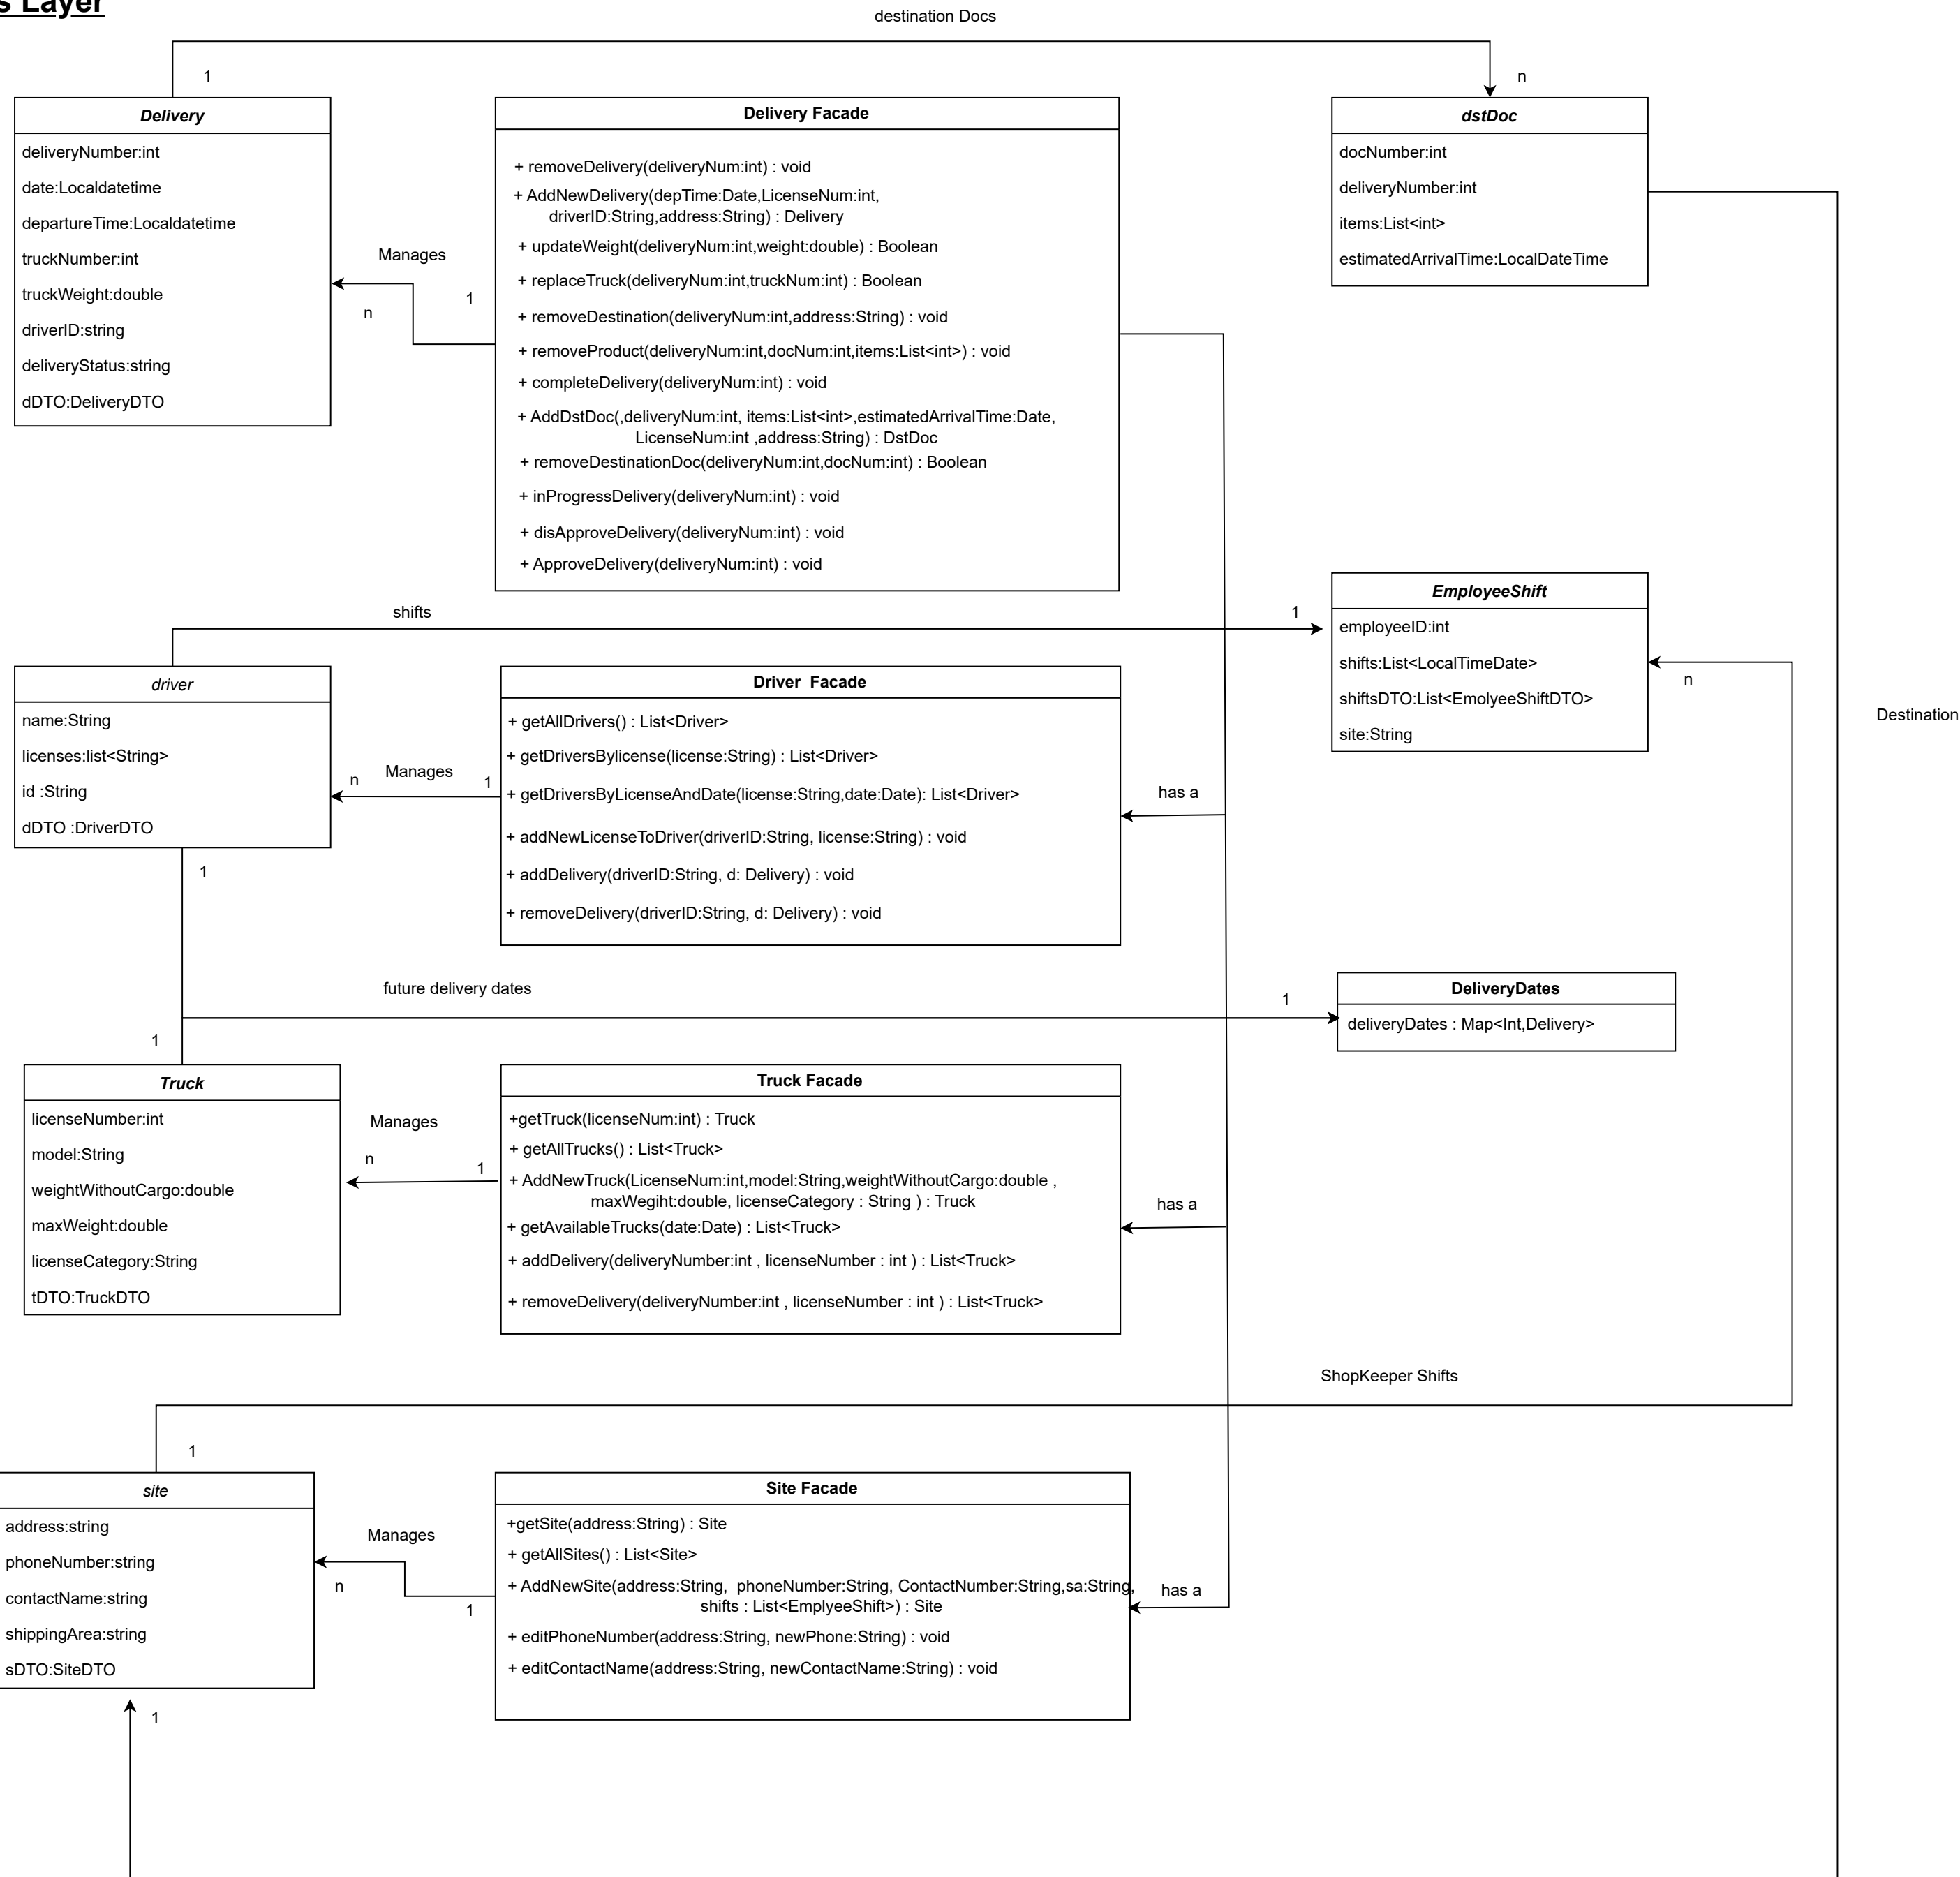 s Layer
destination Docs
1
n
Delivery
deliveryNumber:int
date:Localdatetime
departureTime:Localdatetime
truckNumber:int
truckWeight:double
driverID:string
deliveryStatus:string
dDTO:DeliveryDTO
Manages
1
n
Delivery Facade
+ removeDelivery(deliveryNum:int) : void
+ AddNewDelivery(depTime:Date,LicenseNum:int,
driverID:String,address:String) : Delivery
+ updateWeight(deliveryNum:int,weight:double) : Boolean
+ replaceTruck(deliveryNum:int,truckNum:int) : Boolean
+ removeDestination(deliveryNum:int,address:String) : void
+ removeProduct(deliveryNum:int,docNum:int,items:List<int>) : void
+ completeDelivery(deliveryNum:int) : void
+ AddDstDoc(,deliveryNum:int, items:List<int>,estimatedArrivalTime:Date,
LicenseNum:int ,address:String) : DstDoc
+ removeDestinationDoc(deliveryNum:int,docNum:int) : Boolean
+ inProgressDelivery(deliveryNum:int) : void
+ disApproveDelivery(deliveryNum:int) : void
+ ApproveDelivery(deliveryNum:int) : void
dstDoc
docNumber:int
deliveryNumber:int
items:List<int>
estimatedArrivalTime:LocalDateTime
shifts
1
EmployeeShift
employeeID:int
shifts:List<LocalTimeDate>
shiftsDTO:List<EmolyeeShiftDTO>
site:String
n
Destination
driver
name:String
licenses:list<String>
id :String
dDTO :DriverDTO
n
Manages
1
Driver  Facade
+ getAllDrivers() : List<Driver>
+ getDriversBylicense(license:String) : List<Driver>
+ getDriversByLicenseAndDate(license:String,date:Date): List<Driver>
+ addNewLicenseToDriver(driverID:String, license:String) : void
+ addDelivery(driverID:String, d: Delivery) : void
+ removeDelivery(driverID:String, d: Delivery) : void
has a
1
future delivery dates
1
DeliveryDates
deliveryDates : Map<Int,Delivery>
1
Truck
licenseNumber:int
model:String
weightWithoutCargo:double
maxWeight:double
licenseCategory:String
tDTO:TruckDTO
Manages
n
1
Truck Facade
+getTruck(licenseNum:int) : Truck
+ getAllTrucks() : List<Truck>
+ AddNewTruck(LicenseNum:int,model:String,weightWithoutCargo:double ,
maxWegiht:double, licenseCategory : String ) : Truck
+ getAvailableTrucks(date:Date) : List<Truck>
+ addDelivery(deliveryNumber:int , licenseNumber : int ) : List<Truck>
+ removeDelivery(deliveryNumber:int , licenseNumber : int ) : List<Truck>
has a
ShopKeeper Shifts
1
site
address:string
phoneNumber:string
contactName:string
shippingArea:string
sDTO:SiteDTO
Manages
n
1
Site Facade
+getSite(address:String) : Site
+ getAllSites() : List<Site>
+ AddNewSite(address:String,  phoneNumber:String, ContactNumber:String,sa:String,
shifts : List<EmplyeeShift>) : Site
+ editPhoneNumber(address:String, newPhone:String) : void
+ editContactName(address:String, newContactName:String) : void
has a
1